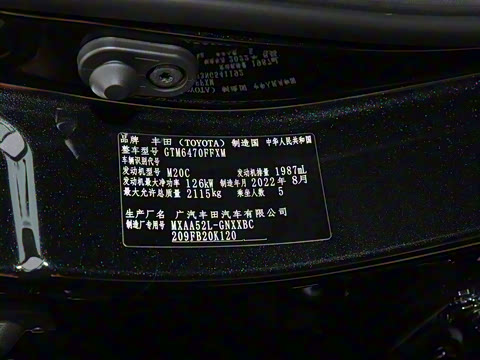 品牌 丰田（TOYOTA） 制造国 中华人民共和国
整车型号 GTM6470FFXM
车辆识别代号
发动机型号 M20C 发动机排量 1987mL
发动机最大净功率 126kW 制造年月 2022年8月
最大允许总质量 2115kg 乘坐人数 5
生产厂名 广汽丰田汽车有限公司
制造厂专用号 MXAA52L-GNXXBC
209FB20K120